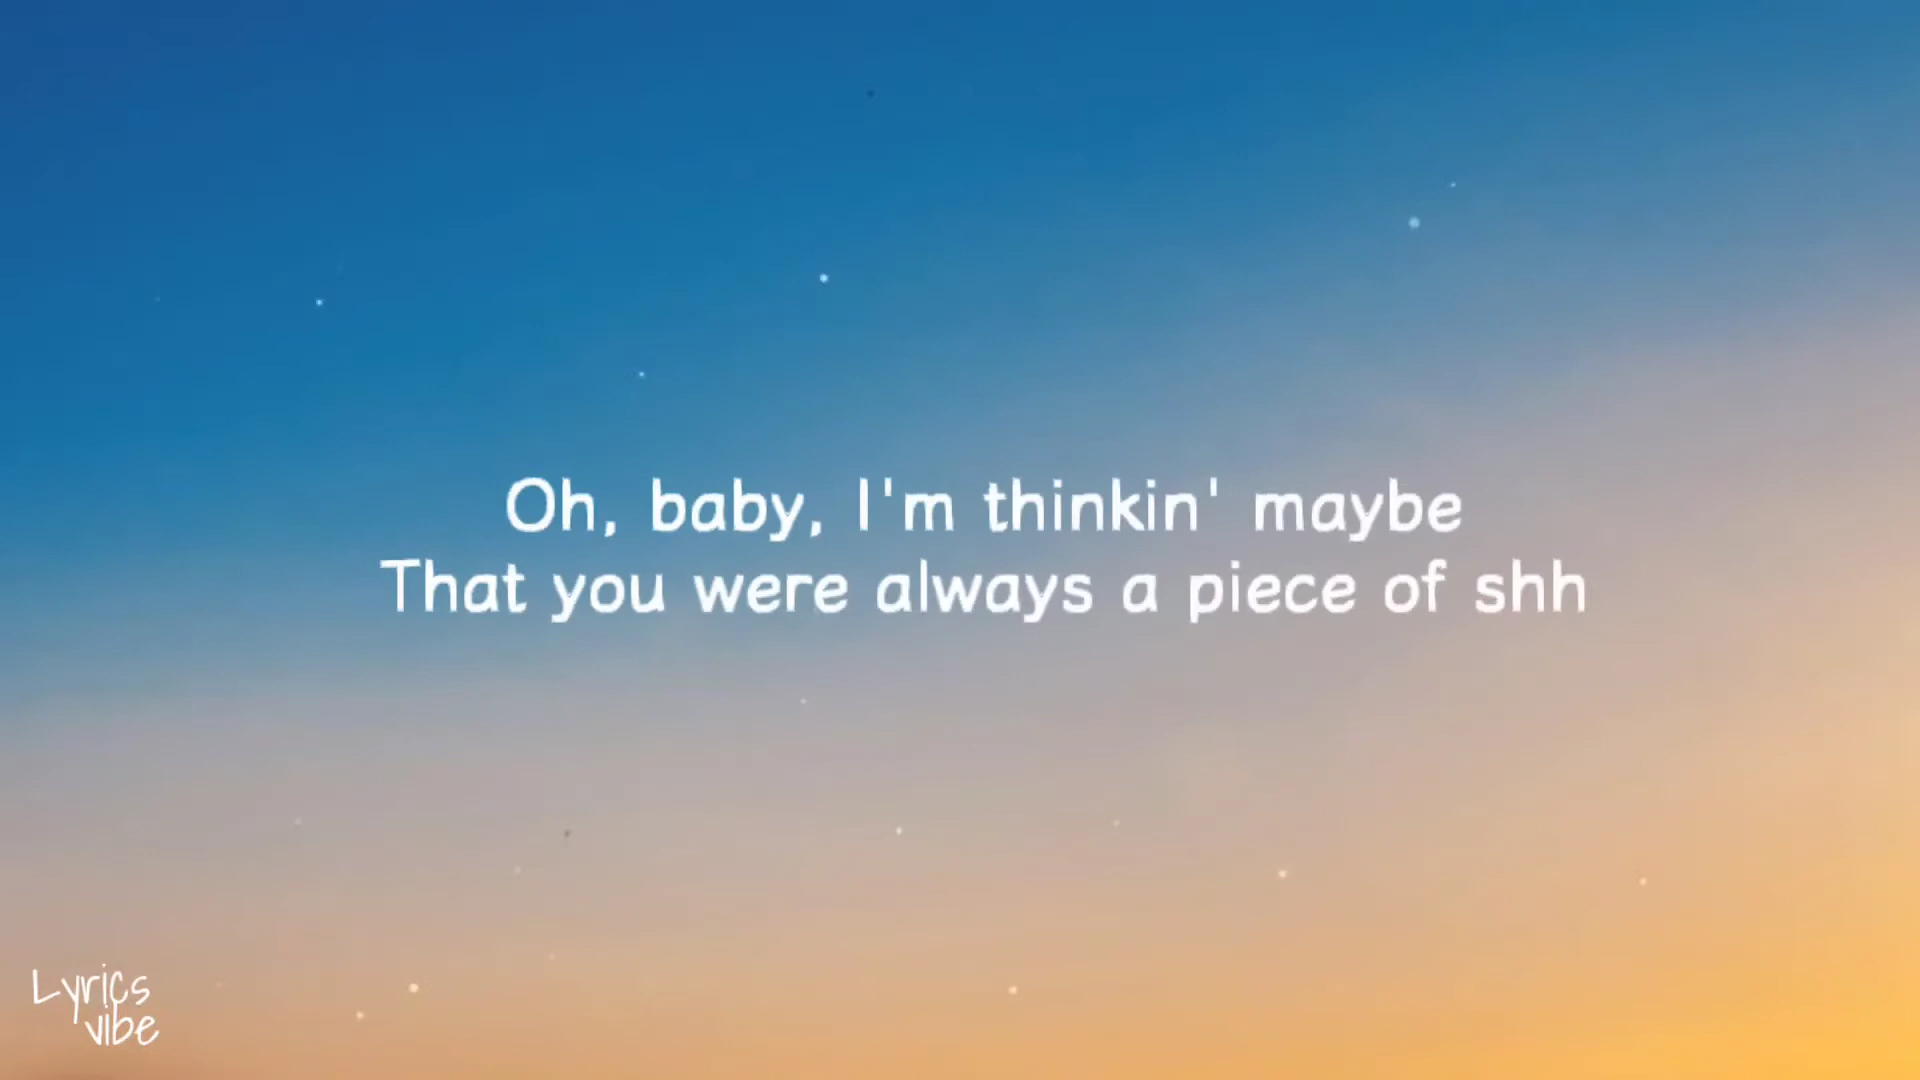 Oh, baby, I'm thinkin' maybe
That you were always a piece of shh
Lyrics
vibe